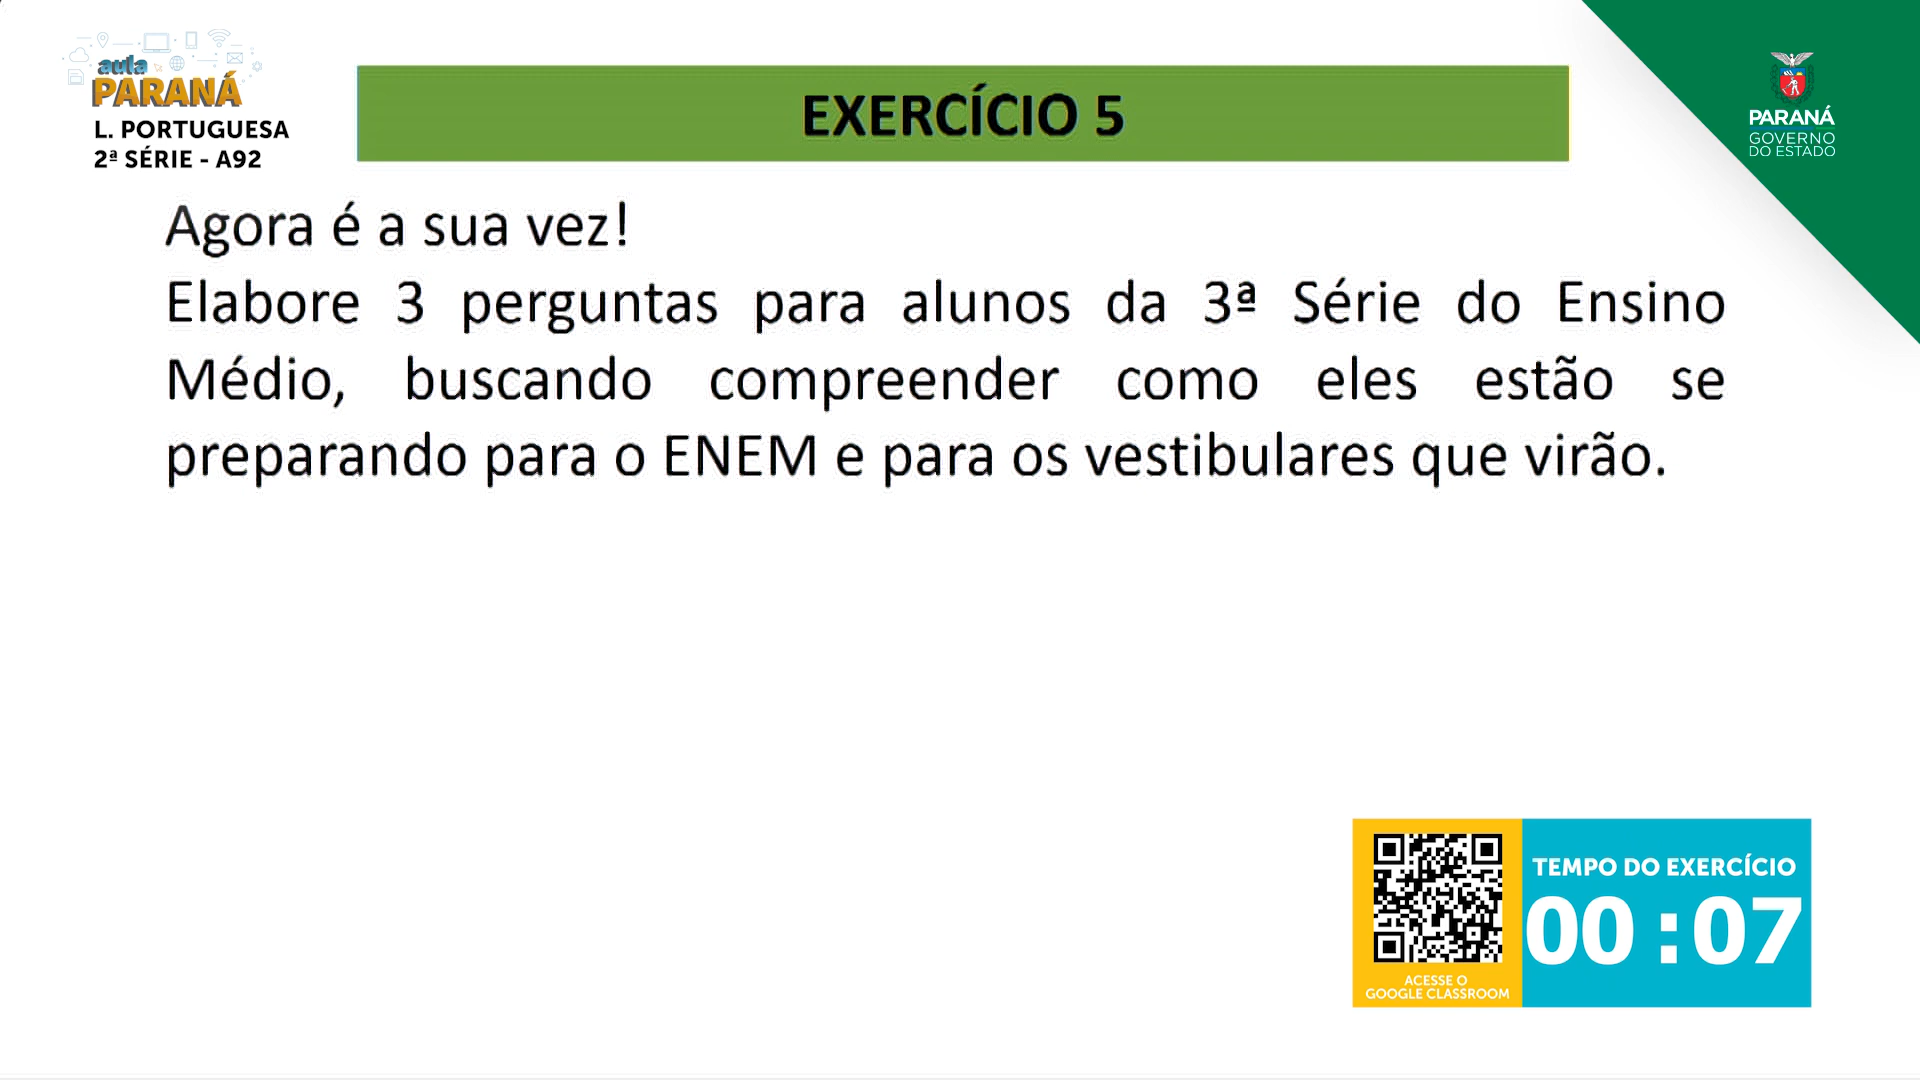 aula
PARANÁ
L. PORTUGUESA
2ª SÉRIE - A92
EXERCÍCIO 5
PARANÁ
GOVERNO
DO ESTADO
Agora é a sua vez!
Elabore 3 perguntas para alunos da 3ª Série do Ensino
Médio, buscando compreender como eles estão se
preparando para o ENEM e para os vestibulares que virão.
TEMPO DO EXERCÍCIO
00 :07
ACESSE O
GOOGLE CLASSROOM